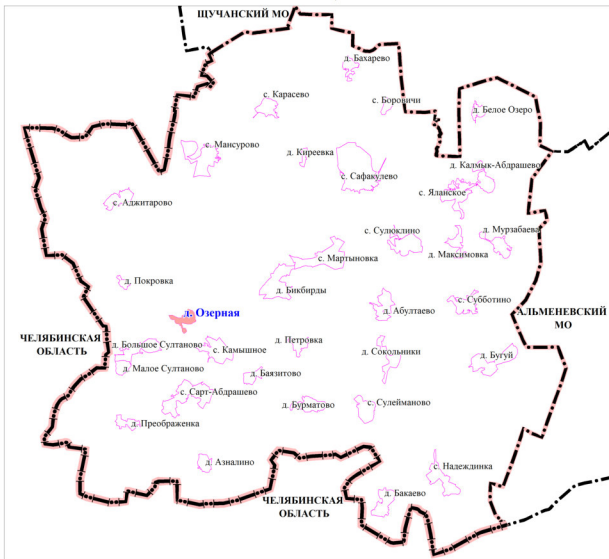 ЩУЧАНСКИЙ МО
д. Бахарево
с. Карасево
с. Боровичи
д. Белое Озеро
с. Мансурово
д. Киреевка
с. Сафакулево
д. Калмык-Абдрашево
с. Яланское
с. Аджитарово
с. Сулюклино
д. Мурзабаева
с. Мартыновка
д. Максимовка
д. Покровка
д. Бикбирды
с. Субботино
д. Озерная
д. Абултаево
АЛЬМЕНЕВСКИЙ
МО
ЧЕЛЯБИНСКАЯ
ОБЛАСТЬ
д. Большое Султаново
с. Камышное
д. Петровка
д. Сокольники
д. Бугуй
д. Малое Султаново
д. Баязитово
с. Сарт-Абдрашево
д. Бурматово
с. Сулейманово
д. Преображенка
д. Азналино
с. Надеждинка
ЧЕЛЯБИНСКАЯ
ОБЛАСТЬ
д. Бакаево